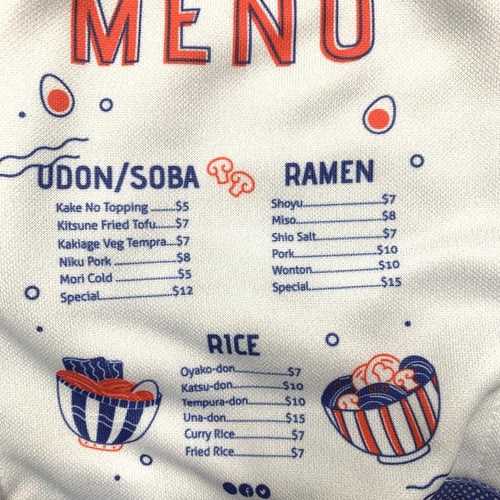 MENU
UDON/SOBA
Kake No Topping ........ $5
Kitsune Fried Tofu...... $7
Kakiage Veg Tempra... $7
Niku Pork .................. $8
Mori Cold ................... $5
Special....................... $12
RAMEN
Shoyu........................ $7
Miso.......................... $8
Shio Salt.................... $7
Pork.......................... $10
Wonton..................... $10
Special...................... $15
RICE
Oyako-don................. $7
Katsu-don................. $10
Tempura-don............ $10
Una-don.................... $15
Curry Rice................. $7
Fried Rice.................. $7